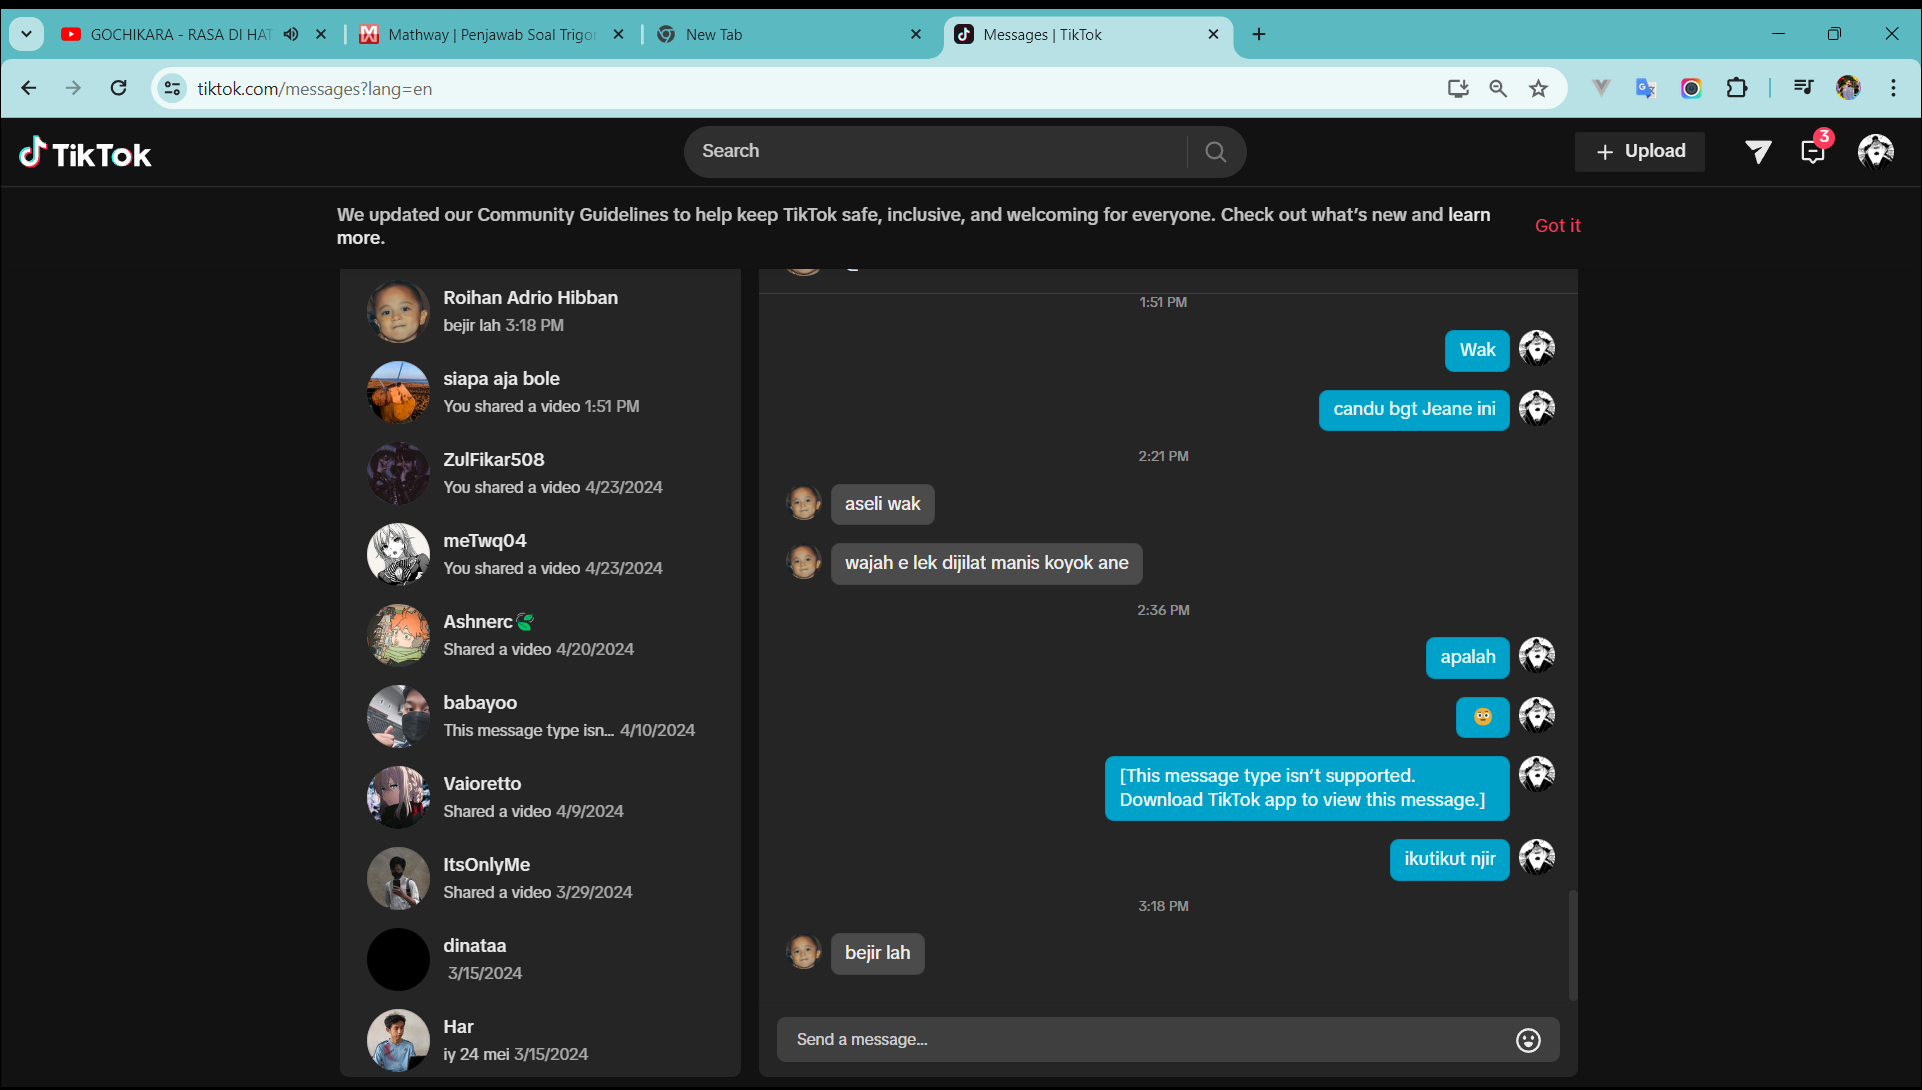 GOCHIKARA - RASA DI HAT
Mathway | Penjawab Soal Trigo
New Tab
Messages | TikTok
tiktok.com/messages?lang=en
TikTok
Search
Upload
3
We updated our Community Guidelines to help keep TikTok safe, inclusive, and welcoming for everyone. Check out what's new and learn
more.
Got it
Roihan Adrio Hibban
bejir lah 3:18 PM
siapa aja bole
You shared a video 1:51 PM
ZulFikar508
You shared a video 4/23/2024
meTwq04
You shared a video 4/23/2024
Ashnerc
Shared a video 4/20/2024
babayoo
This message type isn... 4/10/2024
Vaioretto
Shared a video 4/9/2024
ItsOnlyMe
Shared a video 3/29/2024
dinataa
3/15/2024
Har
iy 24 mei 3/15/2024
1:51 PM
Wak
candu bgt Jeane ini
2:21 PM
aseli wak
wajah e lek dijilat manis koyok ane
2:36 PM
apalah
😳
[This message type isn't supported.
Download TikTok app to view this message.]
ikutikut njir
3:18 PM
bejir lah
Send a message...